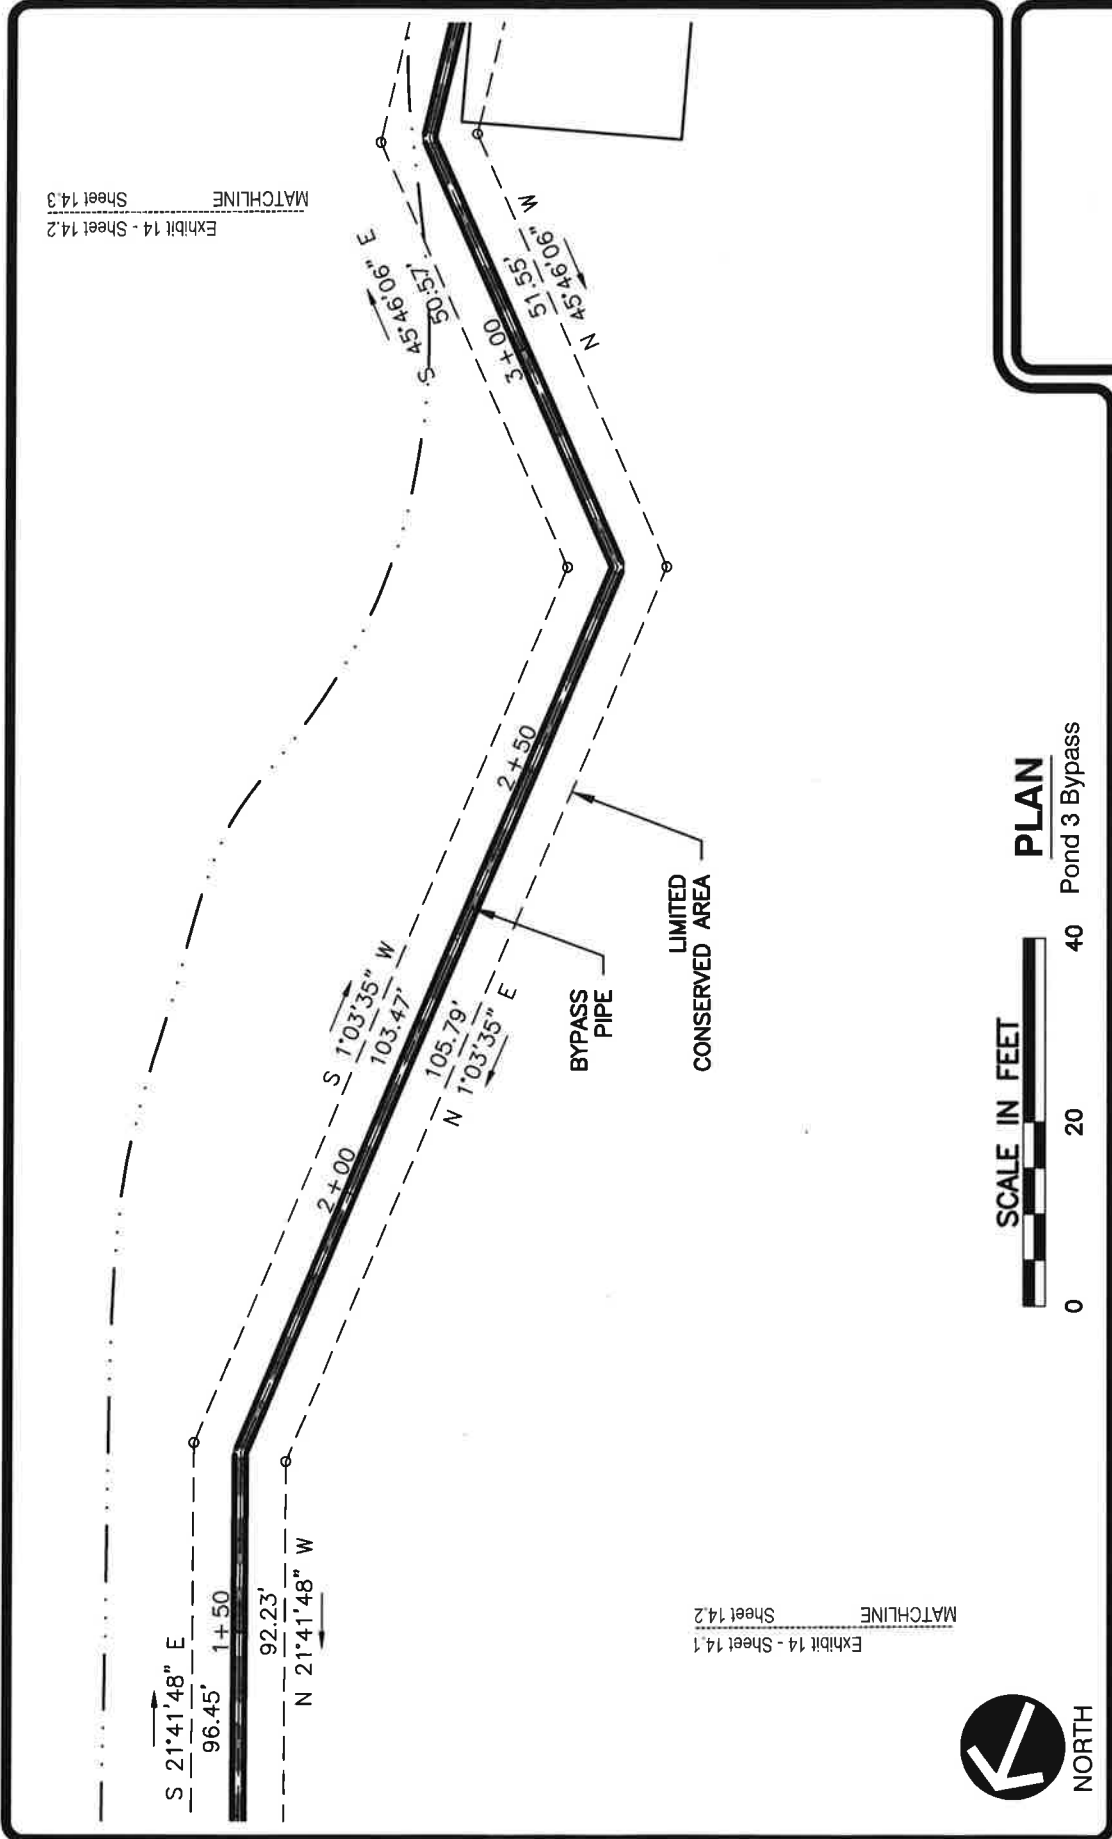 Exhibit 14 - Sheet 14.2
MATCHLINE Sheet 14.3
S 45°46'06" E
50.57'
3+00
51.55'
N 45°46'06" W
2+50
S 1°03'35" W
103.47'
105.79'
N 1°03'35" E
2+00
BYPASS
PIPE
LIMITED
CONSERVED AREA
S 21°41'48" E
96.45'
1+50
92.23'
N 21°41'48" W
Exhibit 14 - Sheet 14.1
MATCHLINE Sheet 14.2
NORTH
SCALE IN FEET
0 20 40
PLAN
Pond 3 Bypass